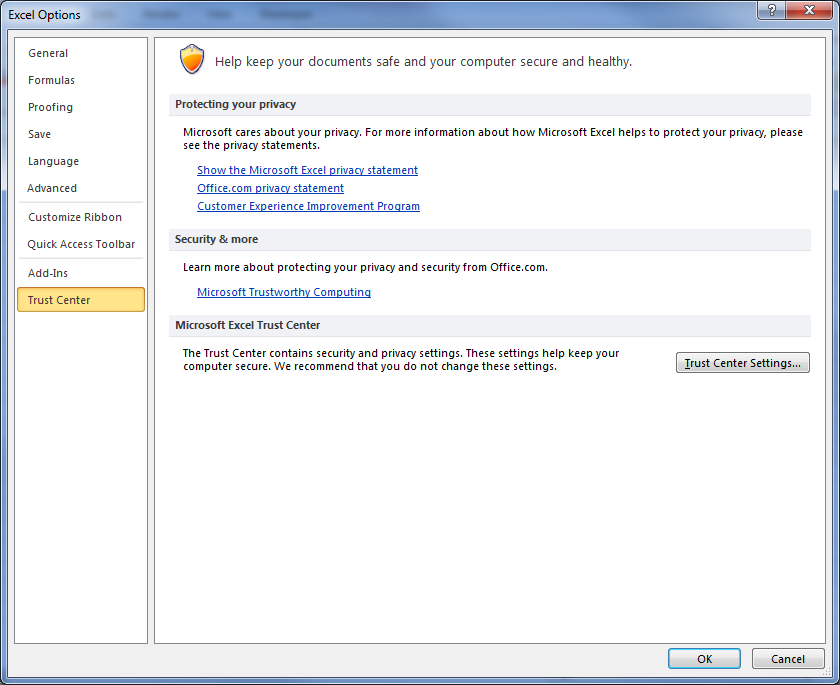 Excel Options
?
General
Formulas
Proofing
Save
Language
Advanced
Customize Ribbon
Quick Access Toolbar
Add-Ins
Trust Center
Help keep your documents safe and your computer secure and healthy.
Protecting your privacy
Microsoft cares about your privacy. For more information about how Microsoft Excel helps to protect your privacy, please
see the privacy statements.
Show the Microsoft Excel privacy statement
Office.com privacy statement
Customer Experience Improvement Program
Security & more
Learn more about protecting your privacy and security from Office.com.
Microsoft Trustworthy Computing
Microsoft Excel Trust Center
The Trust Center contains security and privacy settings. These settings help keep your
computer secure. We recommend that you do not change these settings.
Trust Center Settings...
OK
Cancel